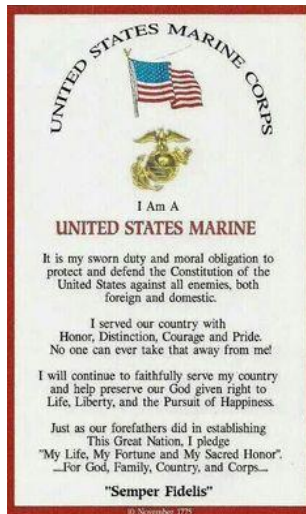 UNITED STATES MARINE CORPS
I Am A
UNITED STATES MARINE
It is my sworn duty and moral obligation to
protect and defend the Constitution of the
United States against all enemies, both
foreign and domestic.
I served our country with
Honor, Distinction, Courage and Pride.
No one can ever take that away from me!
I will continue to faithfully serve my country
and help preserve our God given right to
Life, Liberty, and the Pursuit of Happiness.
Just as our forefathers did in establishing
This Great Nation, I pledge
"My Life, My Fortune and My Sacred Honor".
....For God, Family, Country, and Corps....
"Semper Fidelis"
10 November 1775